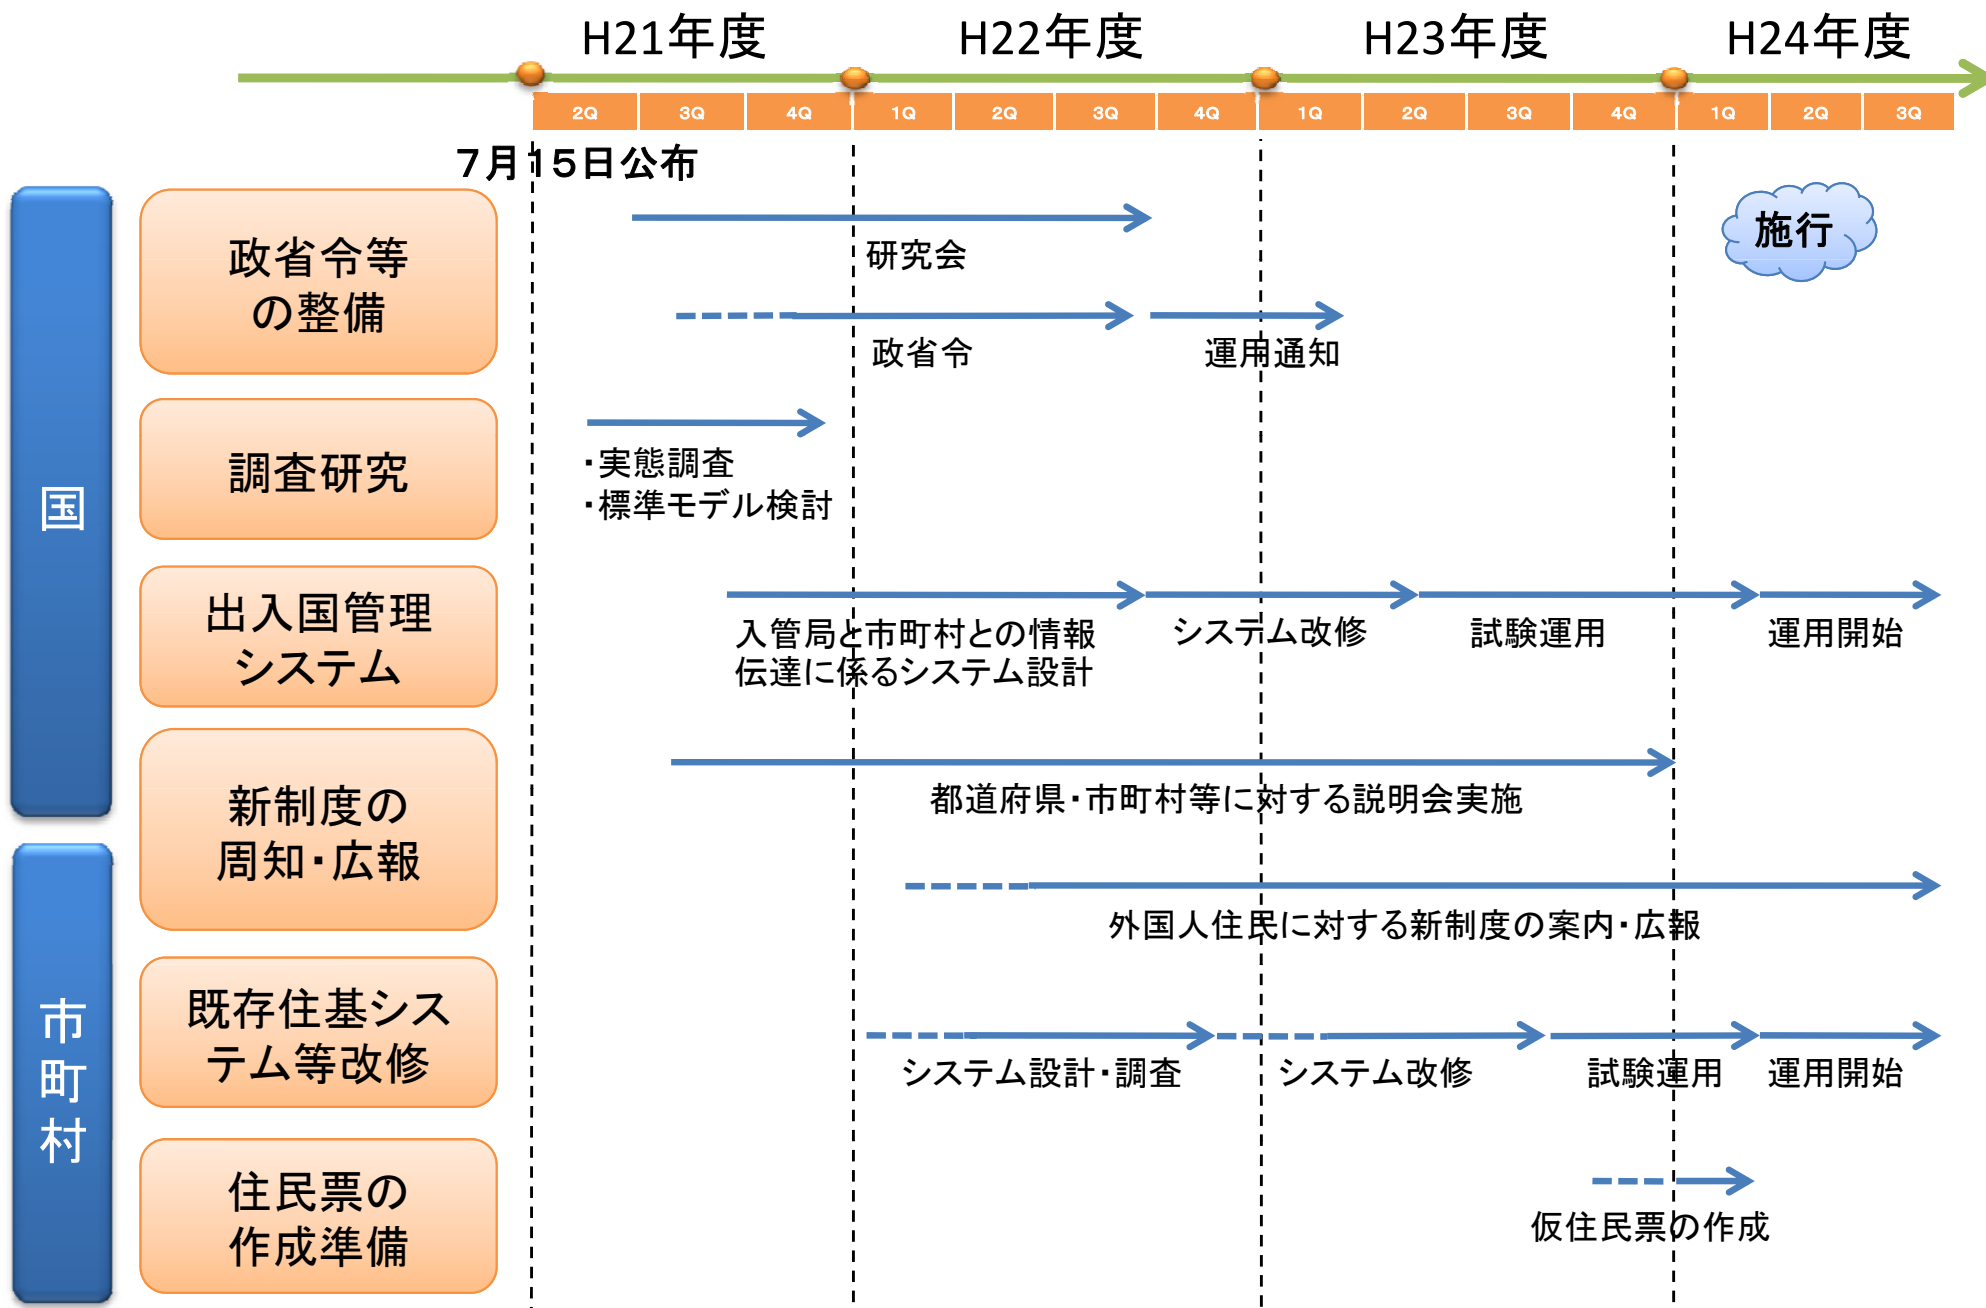 H21年度 H22年度 H23年度 H24年度
2Q 3Q 4Q 1Q 2Q 3Q 4Q 1Q 2Q 3Q 4Q 1Q 2Q 3Q
7月15日公布
国
政省令等
の整備
研究会
施行
政省令
運用通知
調査研究
・実態調査
・標準モデル検討
出入国管理
システム
入管局と市町村との情報
伝達に係るシステム設計
システム改修
試験運用
運用開始
新制度の
周知・広報
都道府県・市町村等に対する説明会実施
外国人住民に対する新制度の案内・広報
市
町
村
既存住基シス
テム等改修
システム設計・調査
システム改修
試験運用
運用開始
住民票の
作成準備
仮住民票の作成